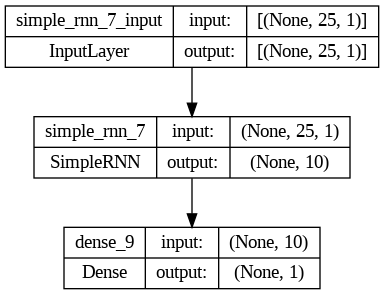 simple_rnn_7_input input: [(None, 25, 1)]
InputLayer output: [(None, 25, 1)]
simple_rnn_7 input: (None, 25, 1)
SimpleRNN output: (None, 10)
dense_9 input: (None, 10)
Dense output: (None, 1)